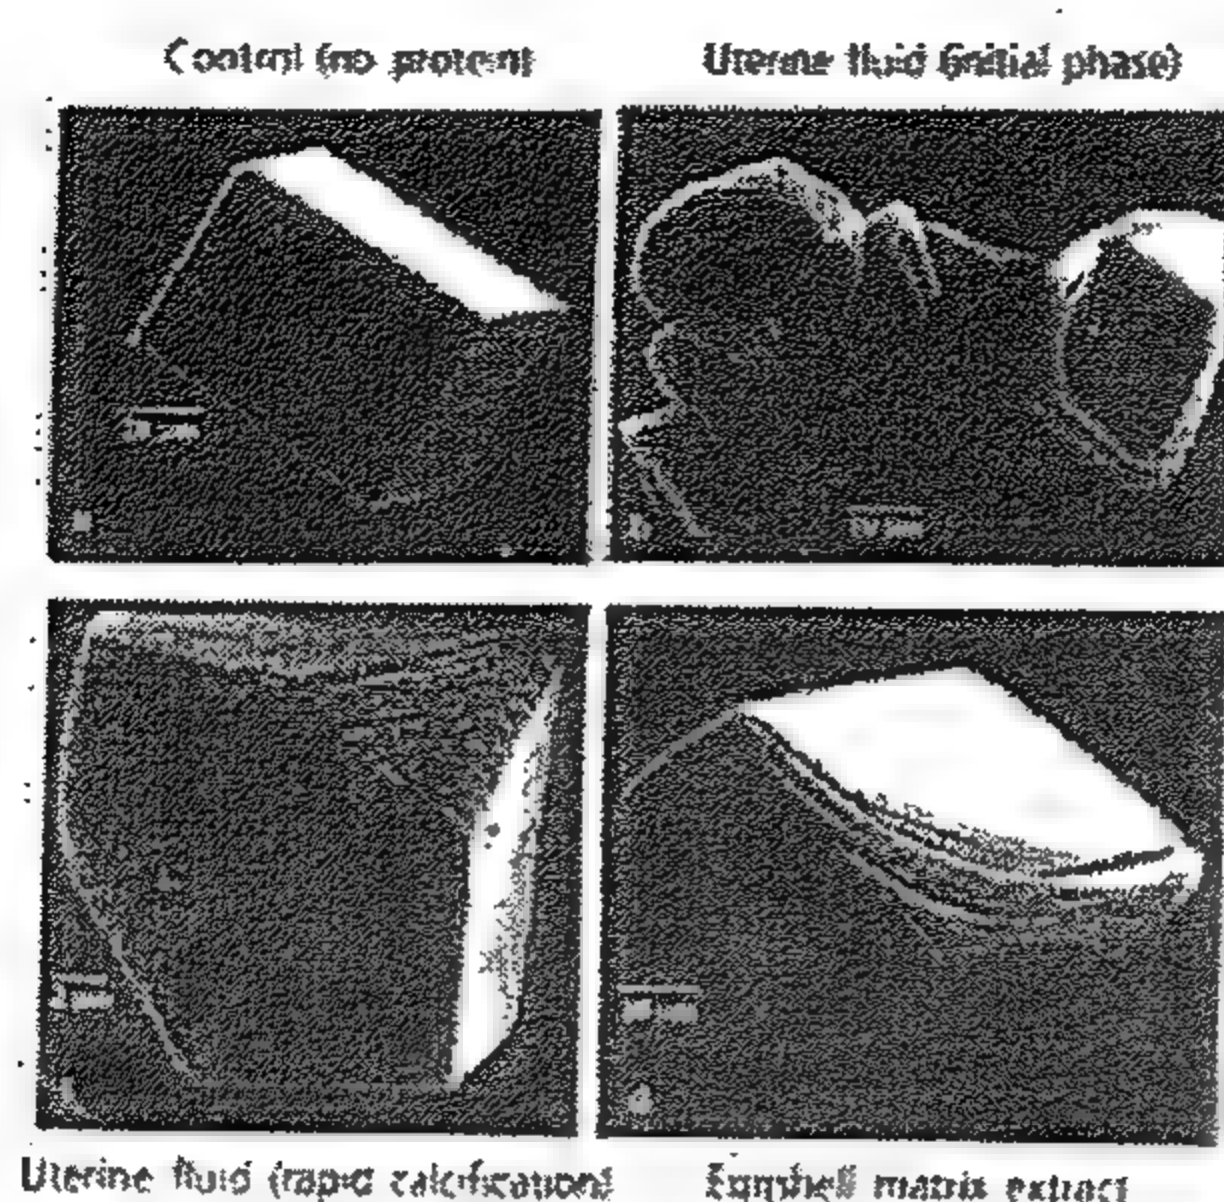 Control (no protein)
Uterine fluid (initial phase)
a
b
d
Uterine fluid (rapid calcification)
Eggshell matrix extract